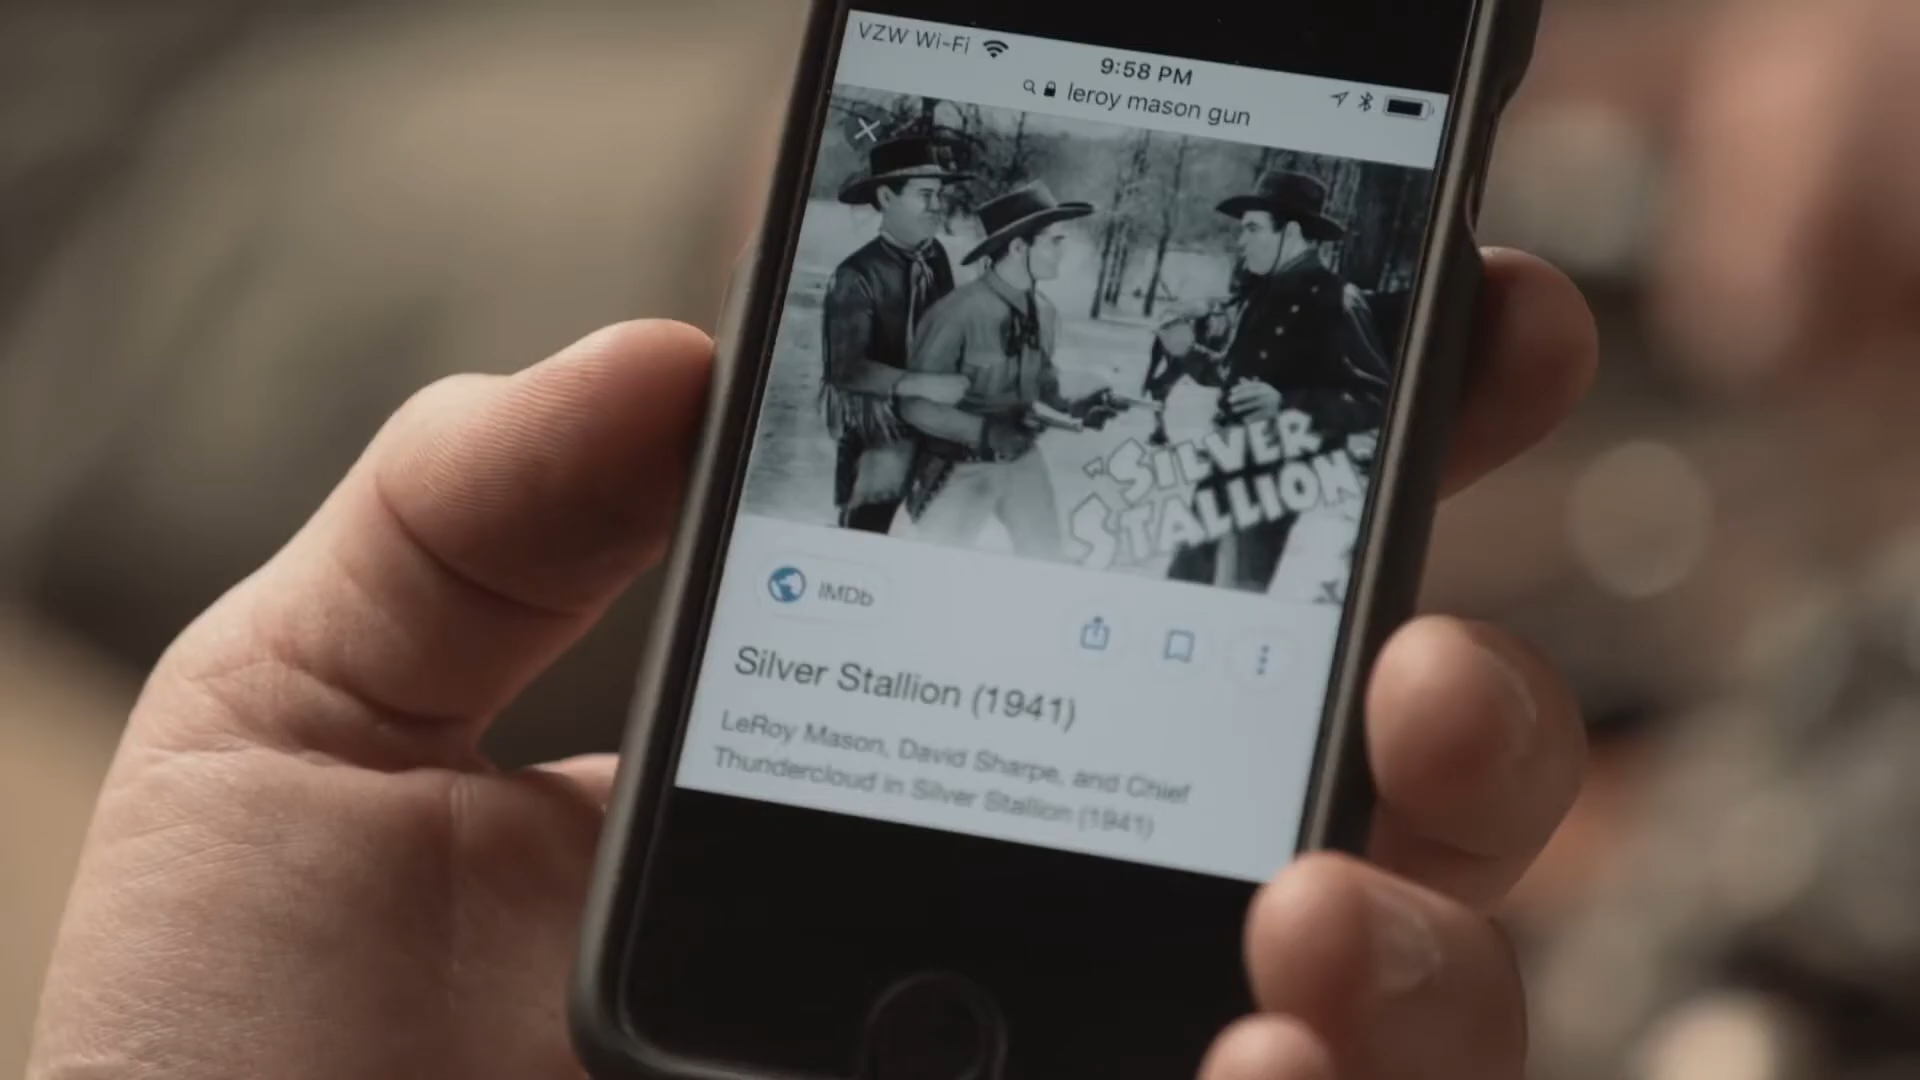 VZW Wi-Fi
9:58 PM
leroy mason gun
"SILVER
STALLION"
IMDb
Silver Stallion (1941)
LeRoy Mason, David Sharpe, and Chief
Thundercloud in Silver Stallion (1941)